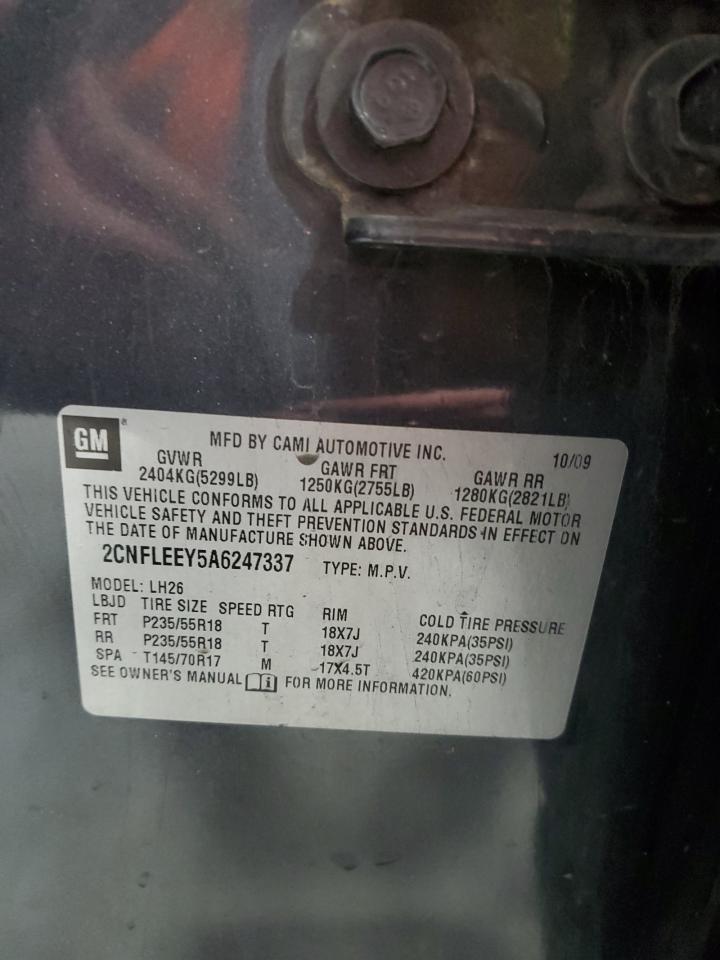 GM
MFD BY CAMI AUTOMOTIVE INC. 10/09
GVWR GAWR FRT GAWR RR
2404KG(5299LB) 1250KG(2755LB) 1280KG(2821LB)
THIS VEHICLE CONFORMS TO ALL APPLICABLE U.S. FEDERAL MOTOR
VEHICLE SAFETY AND THEFT PREVENTION STANDARDS IN EFFECT ON
THE DATE OF MANUFACTURE SHOWN ABOVE.
2CNFLEEY5A6247337 TYPE: M.P.V.
MODEL: LH26
LBJD TIRE SIZE SPEED RTG RIM COLD TIRE PRESSURE
FRT P235/55R18 T 18X7J 240KPA(35PSI)
RR P235/55R18 T 18X7J 240KPA(35PSI)
SPA T145/70R17 M 17X4.5T 420KPA(60PSI)
SEE OWNER'S MANUAL i FOR MORE INFORMATION.